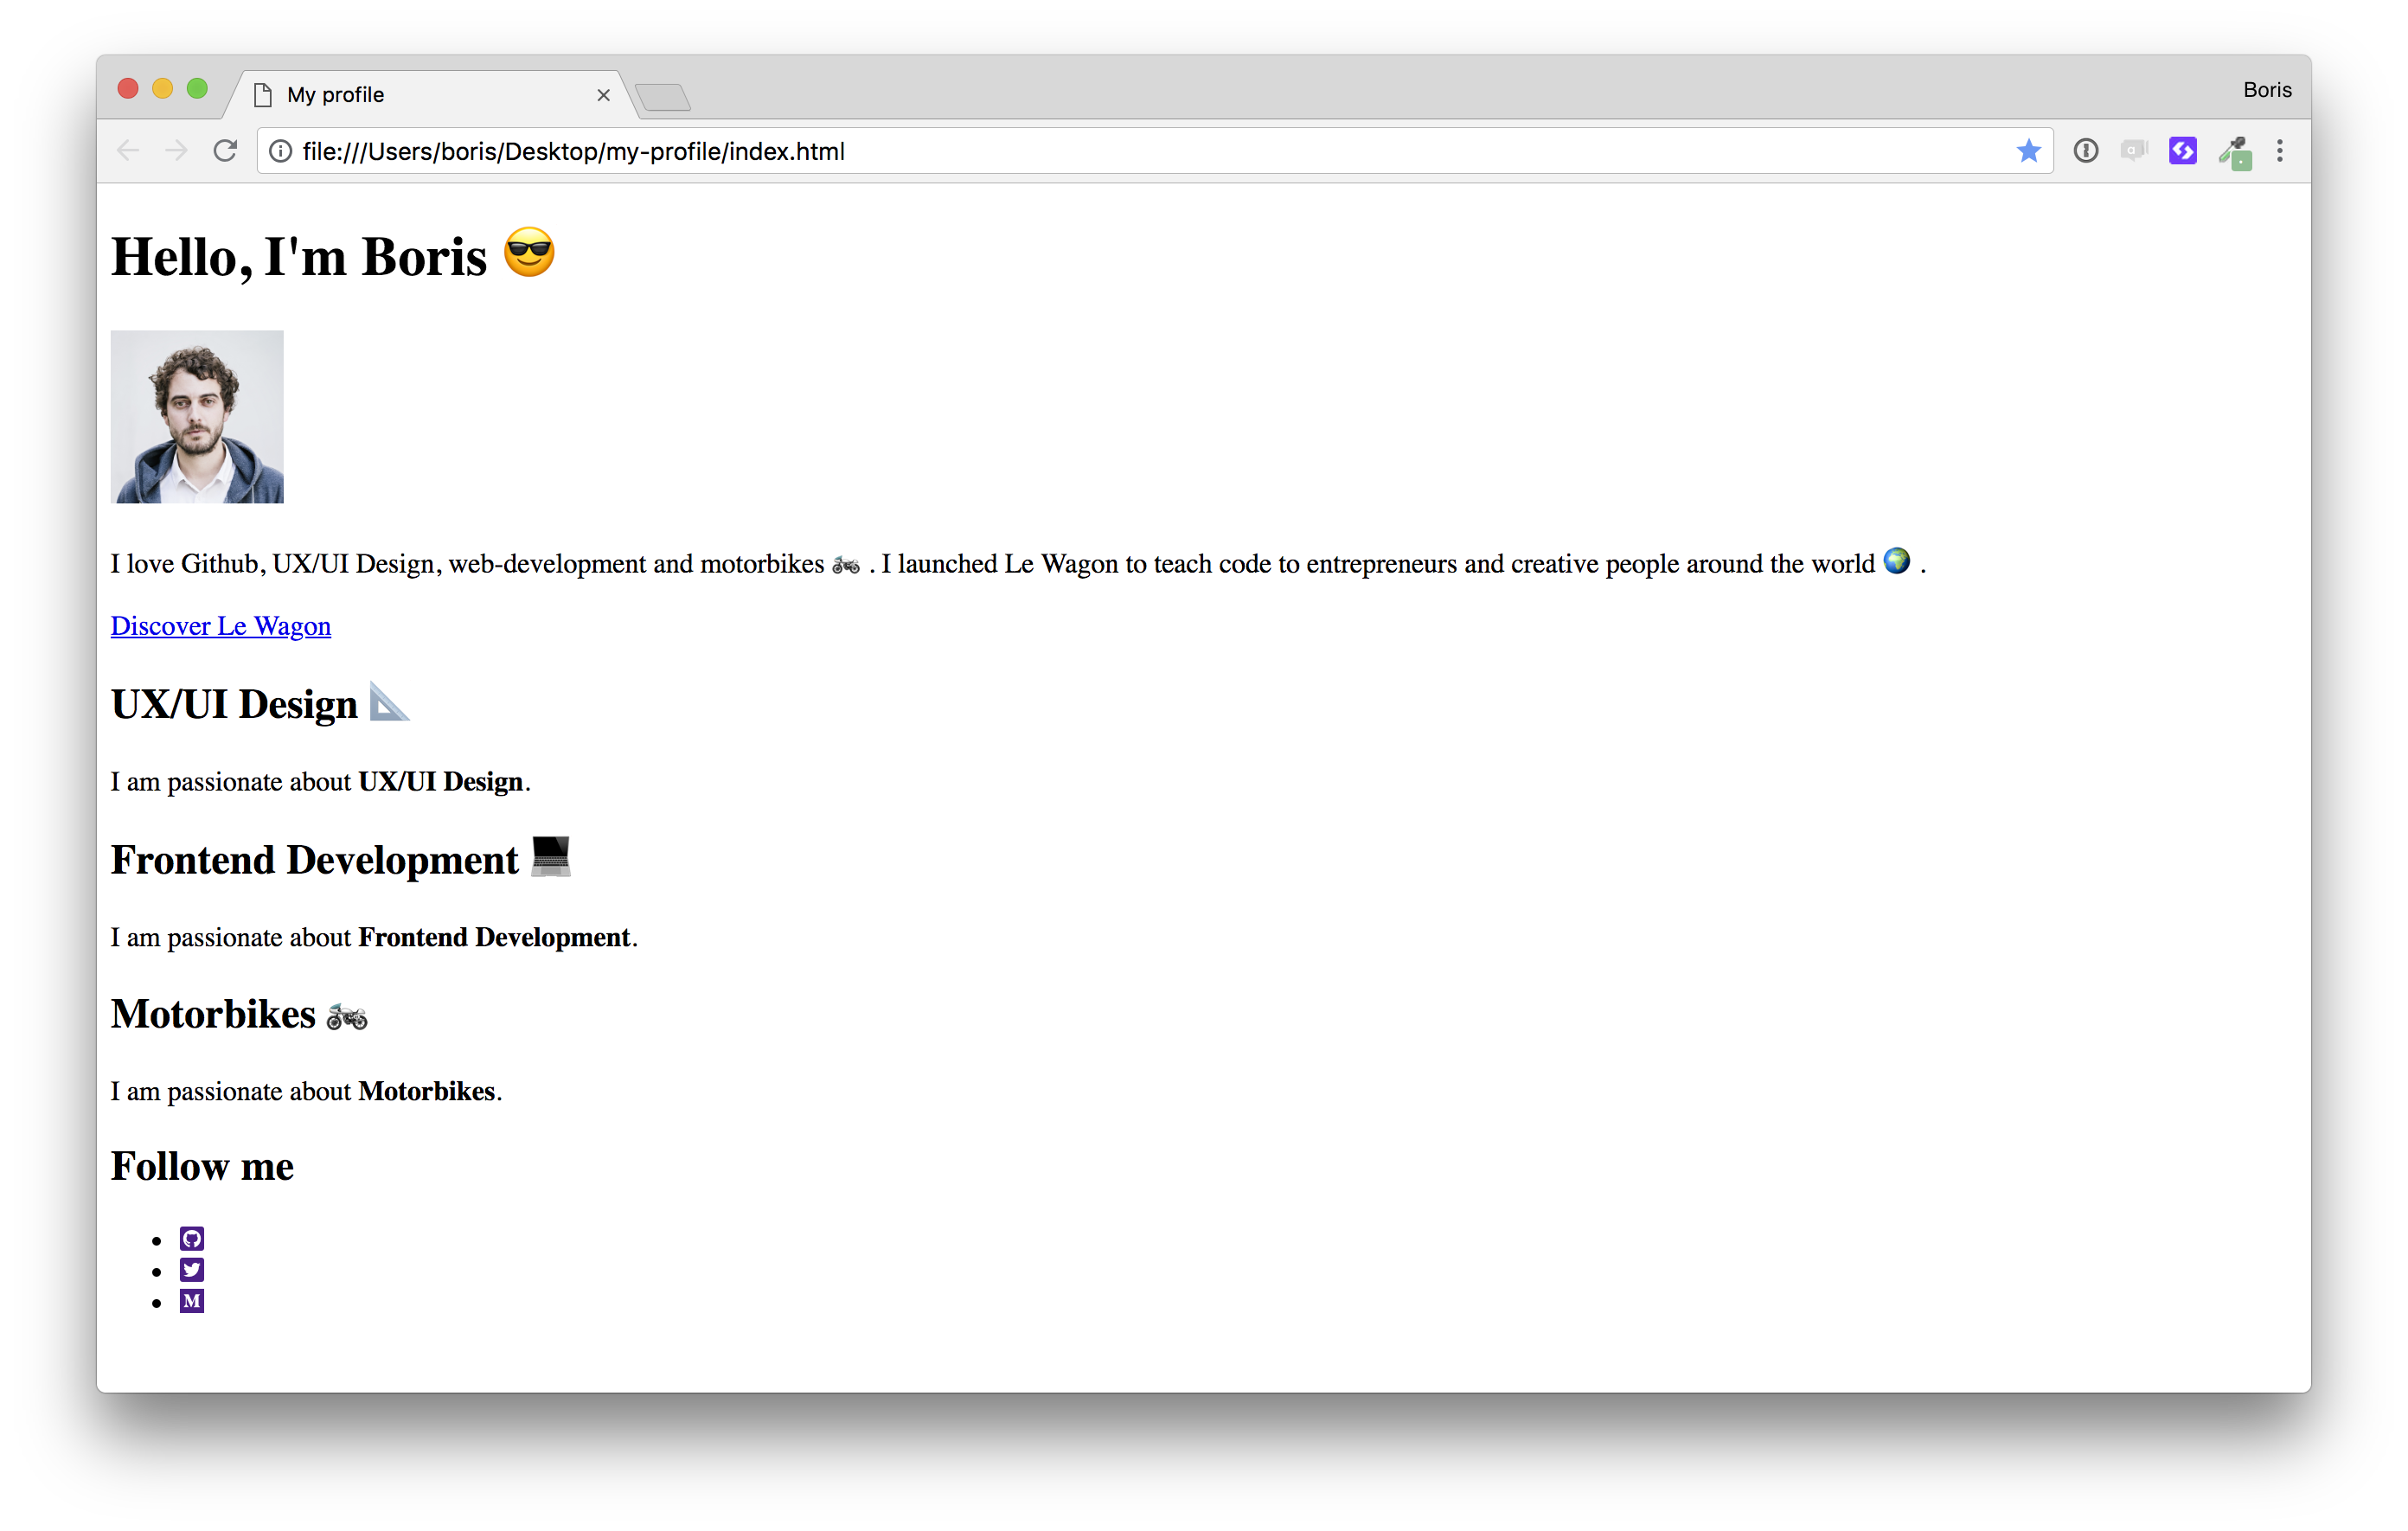 My profile
Boris
file:///Users/boris/Desktop/my-profile/index.html
Hello, I'm Boris 😎
I love Github, UX/UI Design, web-development and motorbikes 🏍 . I launched Le Wagon to teach code to entrepreneurs and creative people around the world 🌍 .
Discover Le Wagon
UX/UI Design 📐
I am passionate about UX/UI Design.
Frontend Development 💻
I am passionate about Frontend Development.
Motorbikes 🏍
I am passionate about Motorbikes.
Follow me
M